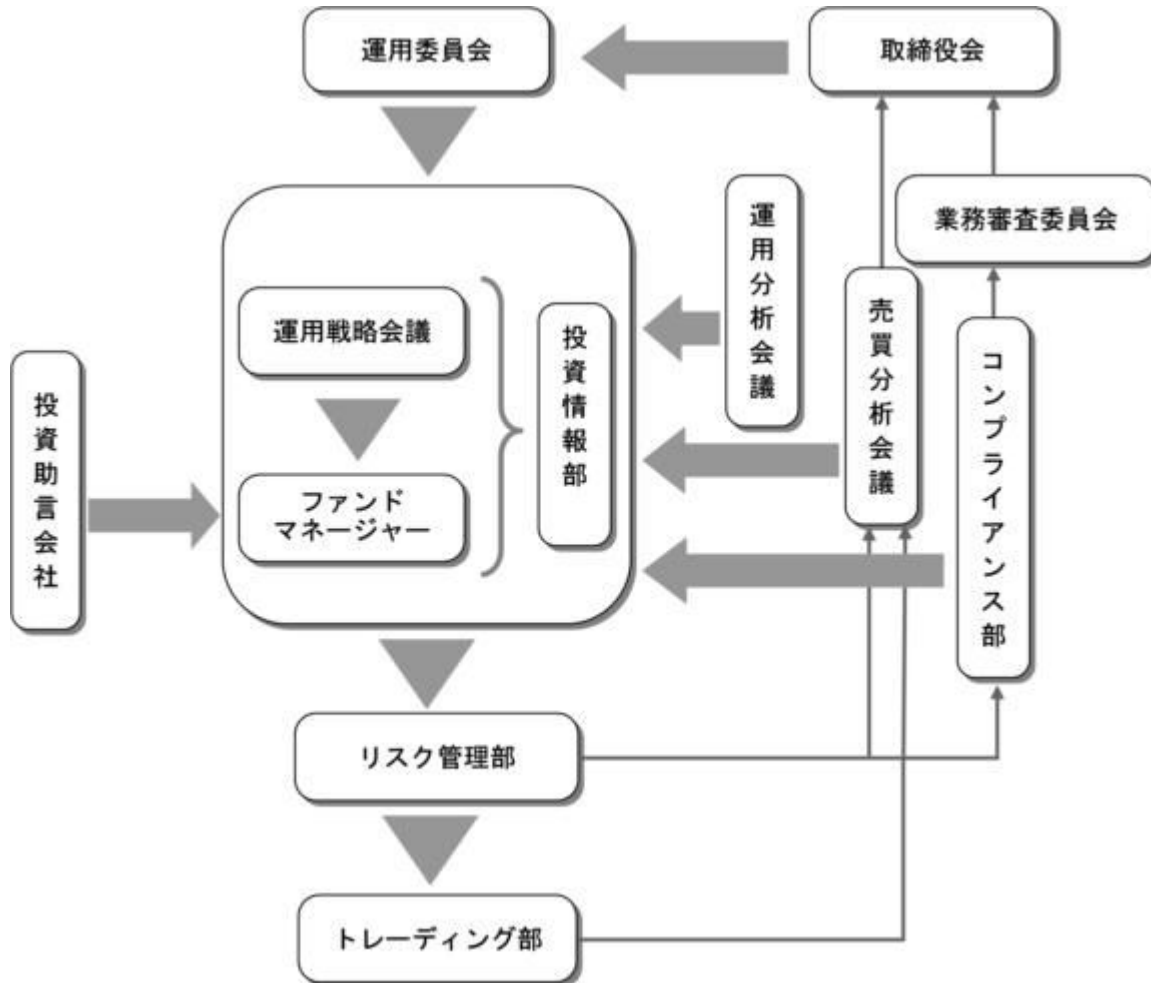 運用委員会
取締役会
業務審査委員会
運用分析会議
売買分析会議
コンプライアンス部
運用戦略会議
投資情報部
ファンド
マネージャー
投資助言会社
リスク管理部
トレーディング部